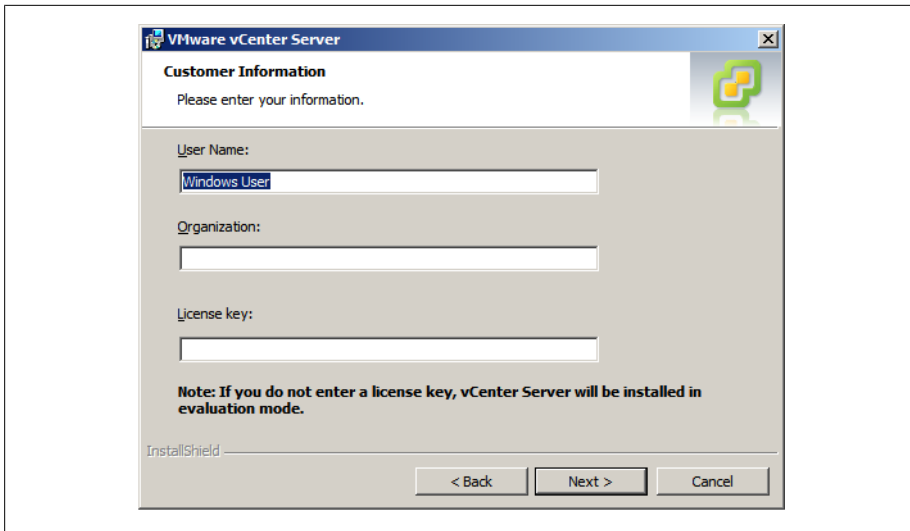 VMware vCenter Server
Customer Information
Please enter your information.
User Name:
Windows User
Organization:
License key:
Note: If you do not enter a license key, vCenter Server will be installed in
evaluation mode.
InstallShield
< Back Next > Cancel